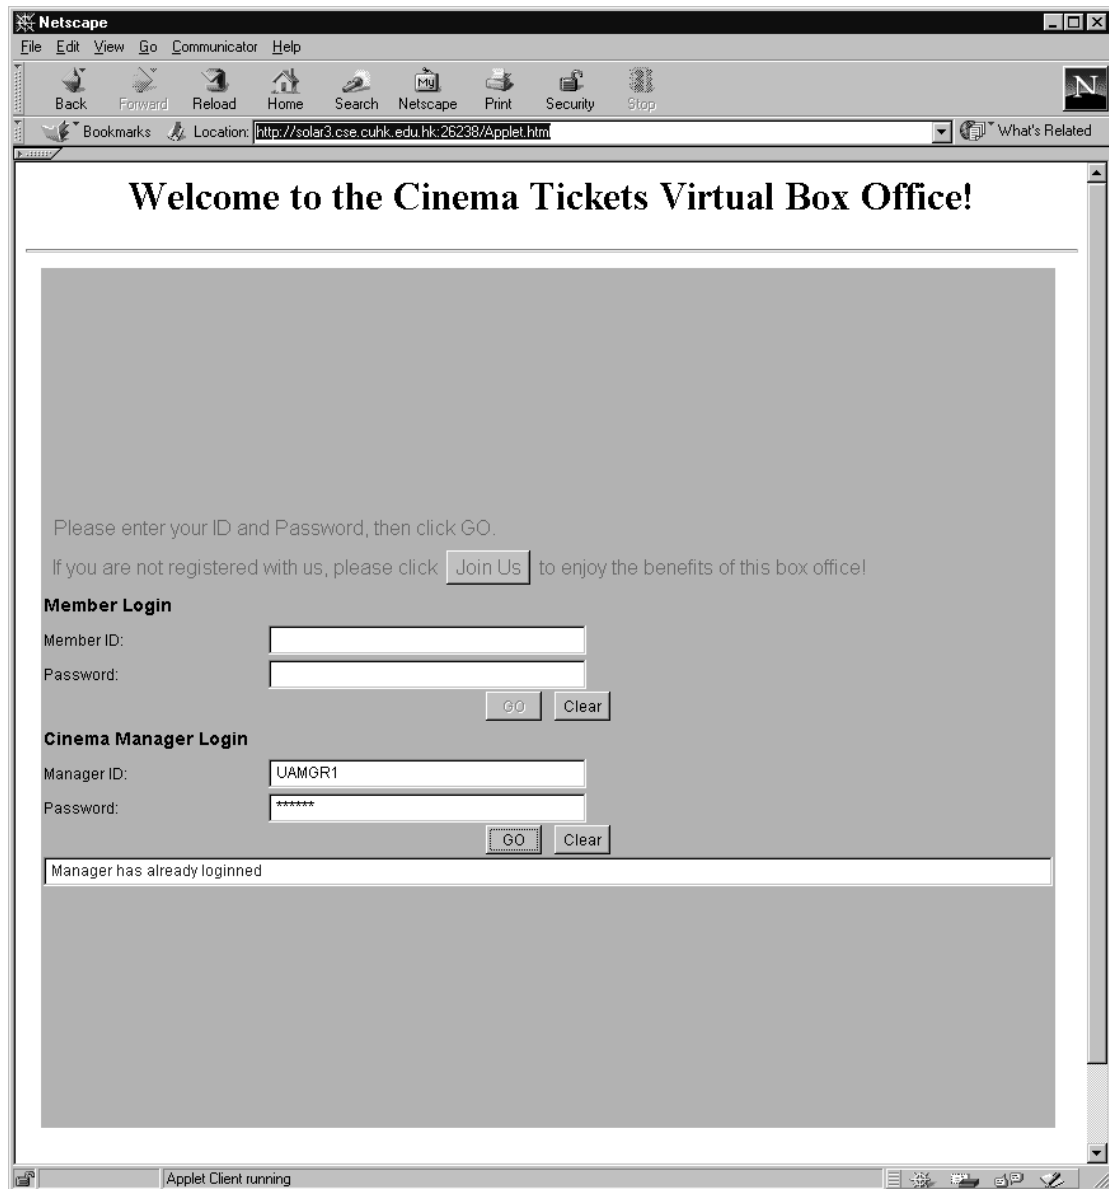 Netscape
File Edit View Go Communicator Help
My
N
Back Forward Reload Home Search Netscape Print Security Stop
Bookmarks Location: http://solar3.cse.cuhk.edu.hk:26238/Applet.html What's Related
Welcome to the Cinema Tickets Virtual Box Office!
Please enter your ID and Password, then click GO.
If you are not registered with us, please click Join Us to enjoy the benefits of this box office!
Member Login
Member ID:
Password:
GO Clear
Cinema Manager Login
Manager ID: UAMGR1
Password: ******
GO Clear
Manager has already loginned
Applet Client running